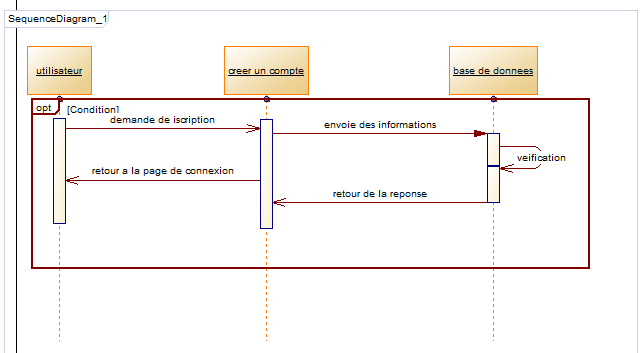 SequenceDiagram_1
utilisateur
creer un compte
base de donnees
opt
[Condition]
demande de iscription
envoie des informations
veification
retour a la page de connexion
retour de la reponse